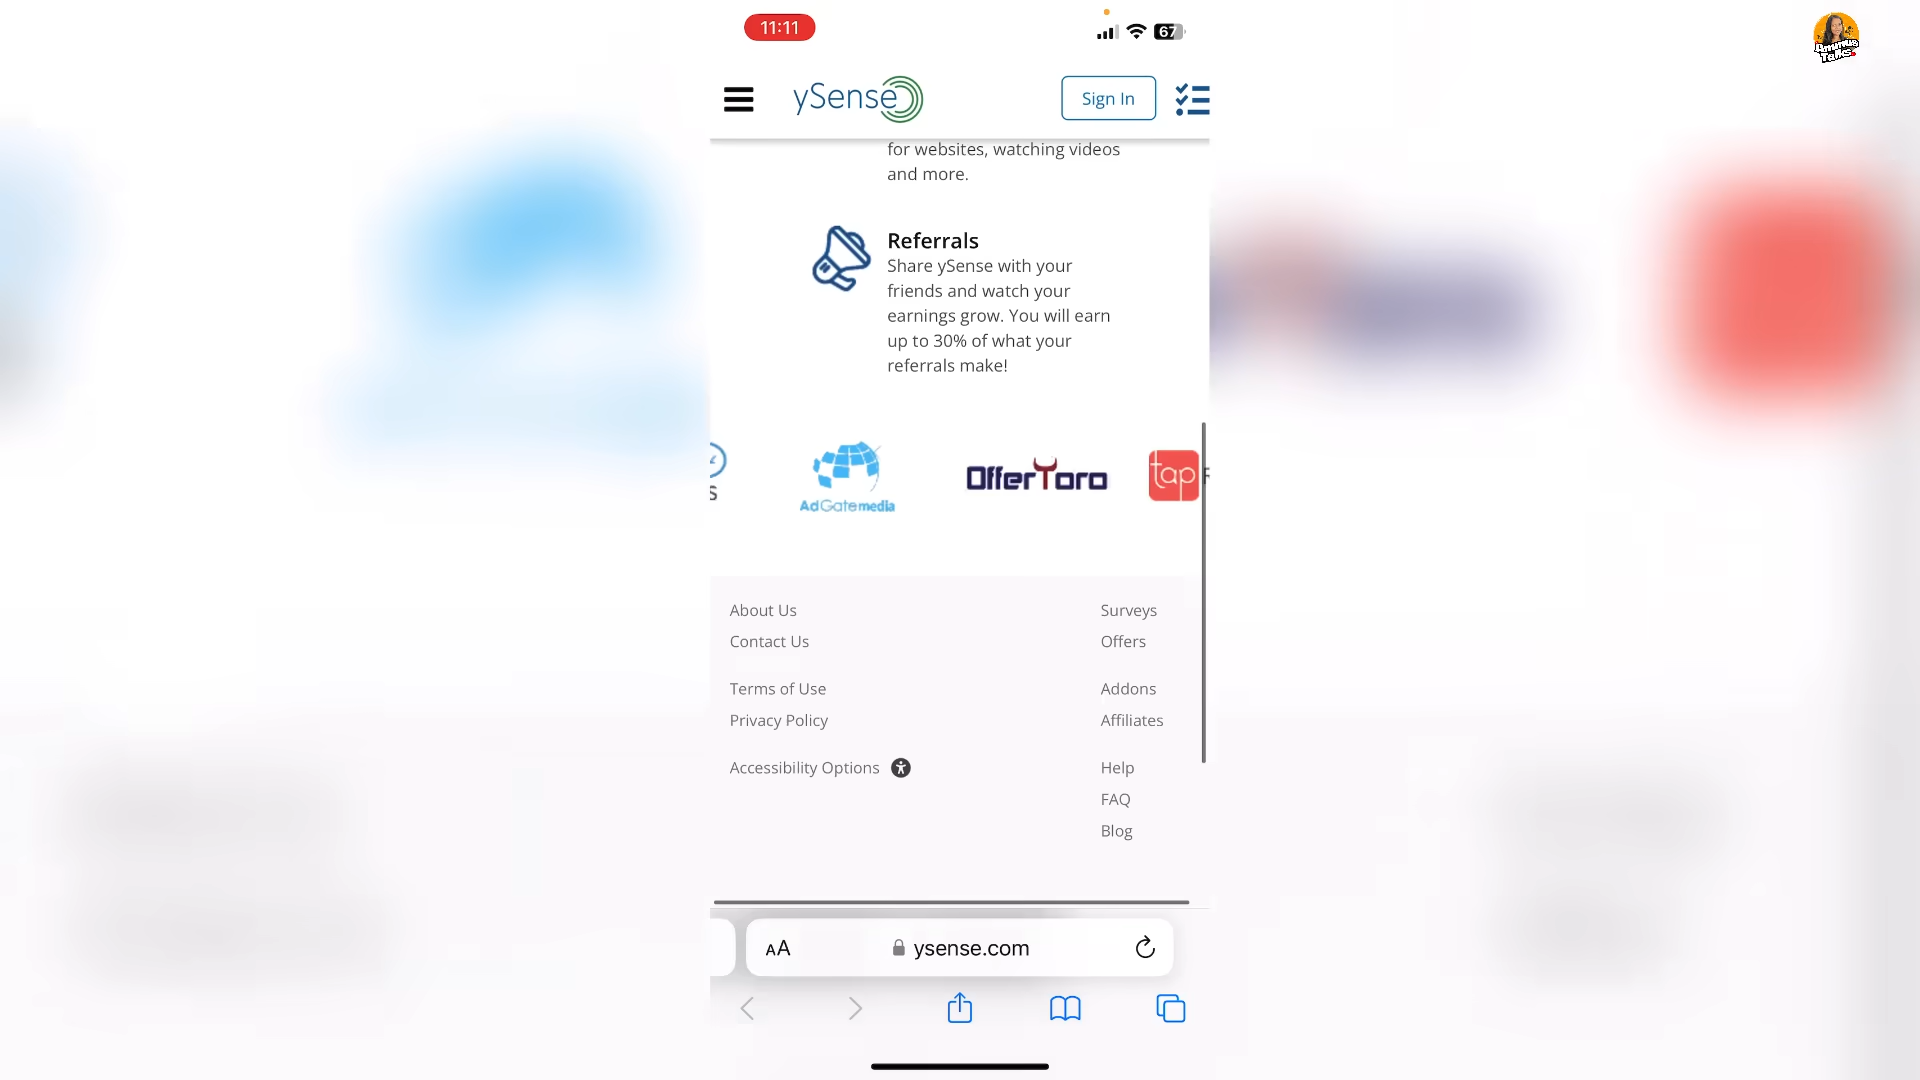 11:11
67
ySense
Sign In
for websites, watching videos
and more.
Referrals
Share ySense with your
friends and watch your
earnings grow. You will earn
up to 30% of what your
referrals make!
S
AdGatemedia
OfferToro
tap
About Us
Contact Us
Terms of Use
Privacy Policy
Accessibility Options
Surveys
Offers
Addons
Affiliates
Help
FAQ
Blog
AA
ysense.com